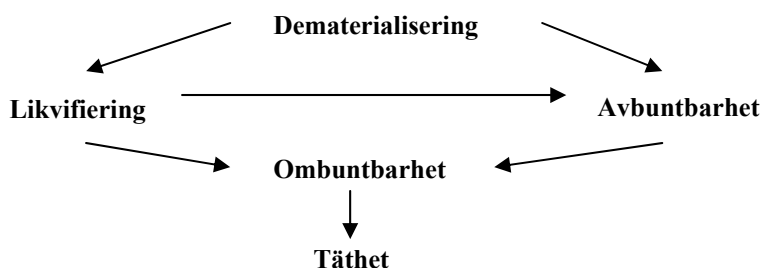 Dematerialisering
Likvifiering
Avbuntbarhet
Ombuntbarhet
Täthet